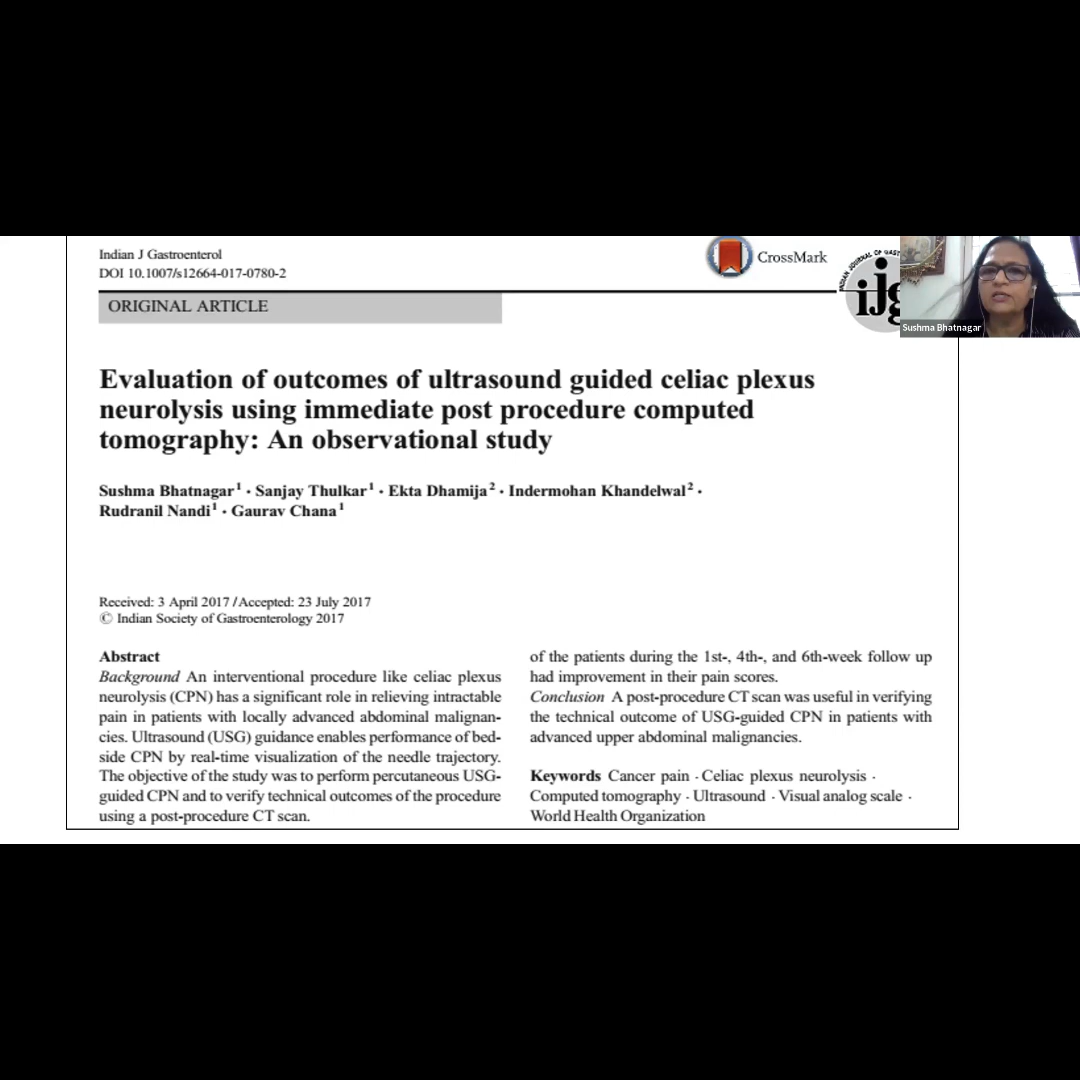 Indian J Gastroenterol
DOI 10.1007/s12664-017-0780-2
CrossMark
INDIAN JOURNAL OF GAST
ijg
Sushma Bhatnagar
ORIGINAL ARTICLE
Evaluation of outcomes of ultrasound guided celiac plexus
neurolysis using immediate post procedure computed
tomography: An observational study
Sushma Bhatnagar1 · Sanjay Thulkar1 · Ekta Dhamija2 · Indermohan Khandelwal2 ·
Rudranil Nandi1 · Gaurav Chana1
Received: 3 April 2017 / Accepted: 23 July 2017
© Indian Society of Gastroenterology 2017
Abstract
Background An interventional procedure like celiac plexus
neurolysis (CPN) has a significant role in relieving intractable
pain in patients with locally advanced abdominal malignan-
cies. Ultrasound (USG) guidance enables performance of bed-
side CPN by real-time visualization of the needle trajectory.
The objective of the study was to perform percutaneous USG-
guided CPN and to verify technical outcomes of the procedure
using a post-procedure CT scan.
of the patients during the 1st-, 4th-, and 6th-week follow up
had improvement in their pain scores.
Conclusion A post-procedure CT scan was useful in verifying
the technical outcome of USG-guided CPN in patients with
advanced upper abdominal malignancies.
Keywords Cancer pain · Celiac plexus neurolysis ·
Computed tomography · Ultrasound · Visual analog scale ·
World Health Organization